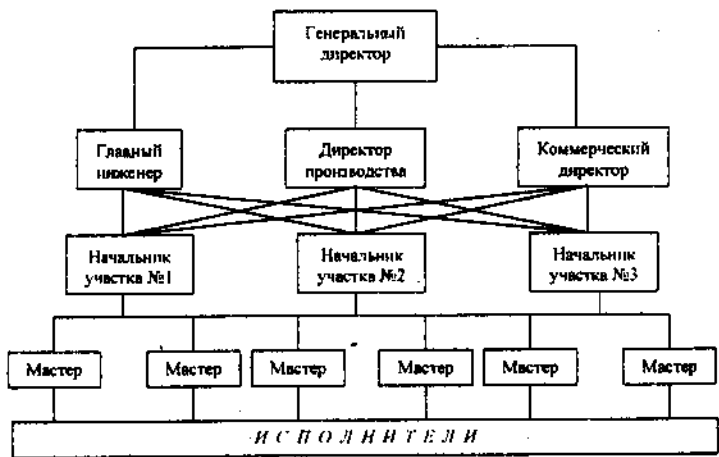 Генеральный
директор
Главный
инженер
Директор
производства
Коммерческий
директор
Начальник
участка №1
Начальник
участка №2
Начальник
участка №3
Мастер
Мастер
Мастер
Мастер
Мастер
Мастер
ИСПОЛНИТЕЛИ